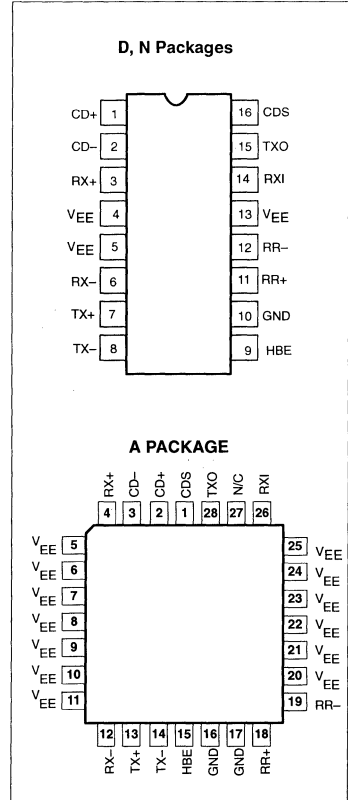 D, N Packages
CD+ 1 16 CDS
CD– 2 15 TXO
RX+ 3 14 RXI
VEE 4 13 VEE
VEE 5 12 RR–
RX– 6 11 RR+
TX+ 7 10 GND
TX– 8 9 HBE
A PACKAGE
RX+ CD– CD+ CDS TXO N/C RXI
4 3 2 1 28 27 26
VEE 5 25 VEE
VEE 6 24 VEE
VEE 7 23 VEE
VEE 8 22 VEE
VEE 9 21 VEE
VEE 10 20 VEE
VEE 11 19 RR–
12 13 14 15 16 17 18
RX– TX+ TX– HBE GND GND RR+